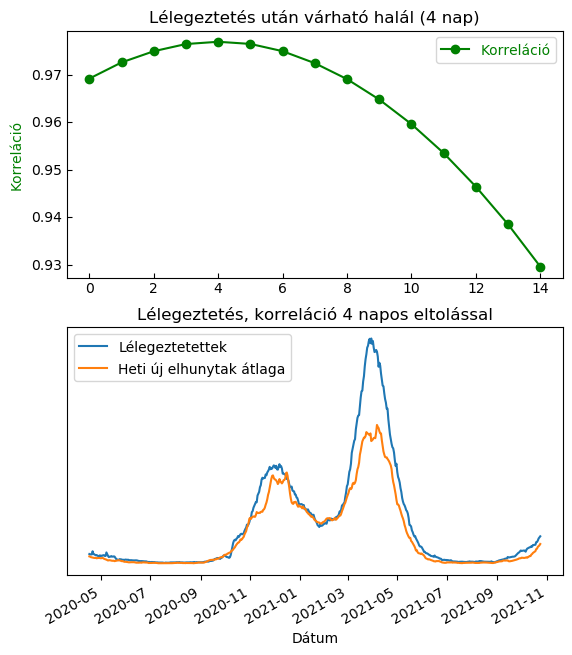 Lélegeztetés után várható halál (4 nap)
Korreláció
Korreláció
0.97
0.96
0.95
0.94
0.93
0 2 4 6 8 10 12 14
Lélegeztetés, korreláció 4 napos eltolással
Lélegeztetettek
Heti új elhunytak átlaga
2020-05 2020-07 2020-09 2020-11 2021-01 2021-03 2021-05 2021-07 2021-09 2021-11
Dátum